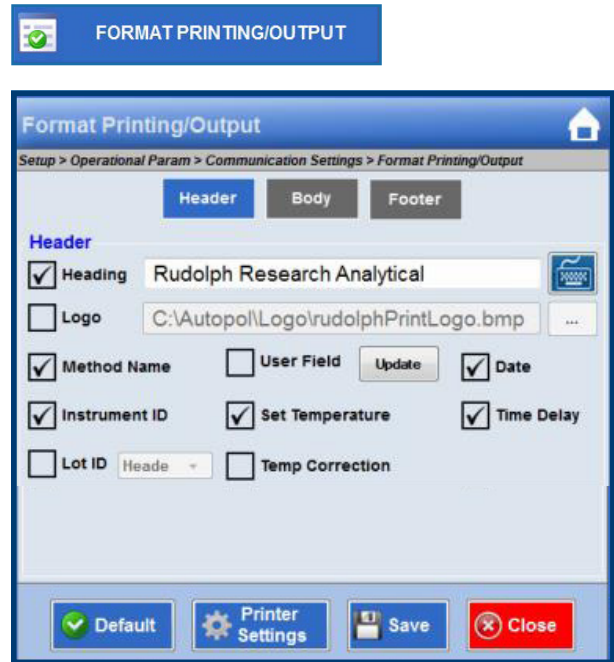 FORMAT PRINTING/OUTPUT
Format Printing/Output
Setup > Operational Param > Communication Settings > Format Printing/Output
Header Body Footer
Header
Heading Rudolph Research Analytical
Logo C:\Autopol\Logo\rudolphPrintLogo.bmp ...
Method Name User Field Update Date
Instrument ID Set Temperature Time Delay
Lot ID Heade Temp Correction
Default Printer Settings Save Close